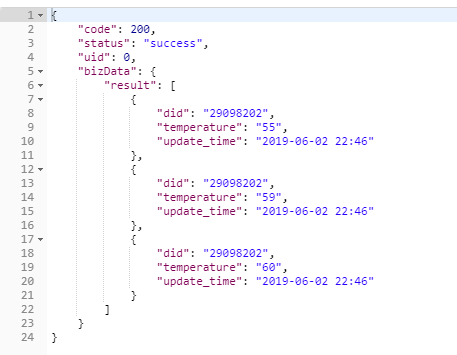 1 {
2 "code": 200,
3 "status": "success",
4 "uid": 0,
5 "bizData": {
6 "result": [
7 {
8 "did": "29098202",
9 "temperature": "55",
10 "update_time": "2019-06-02 22:46"
11 },
12 {
13 "did": "29098202",
14 "temperature": "59",
15 "update_time": "2019-06-02 22:46"
16 },
17 {
18 "did": "29098202",
19 "temperature": "60",
20 "update_time": "2019-06-02 22:46"
21 }
22 ]
23 }
24 }